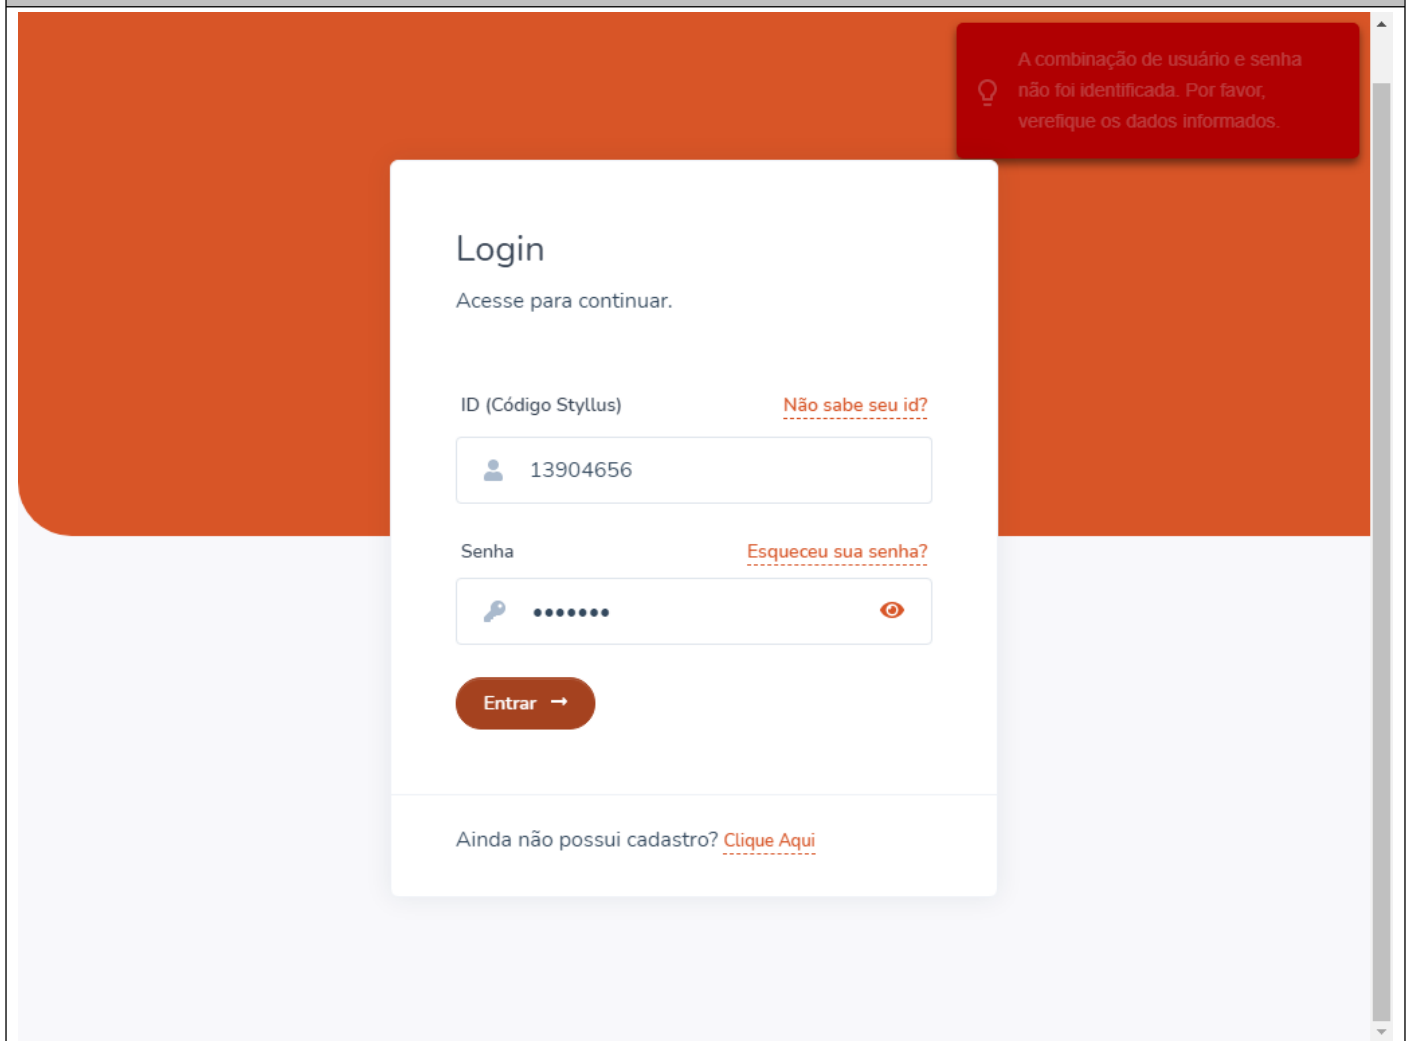 A combinação de usuário e senha
não foi identificada. Por favor,
verefique os dados informados.
Login
Acesse para continuar.
ID (Código Styllus) Não sabe seu id?
13904656
Senha Esqueceu sua senha?
•••••••
Entrar →
Ainda não possui cadastro? Clique Aqui